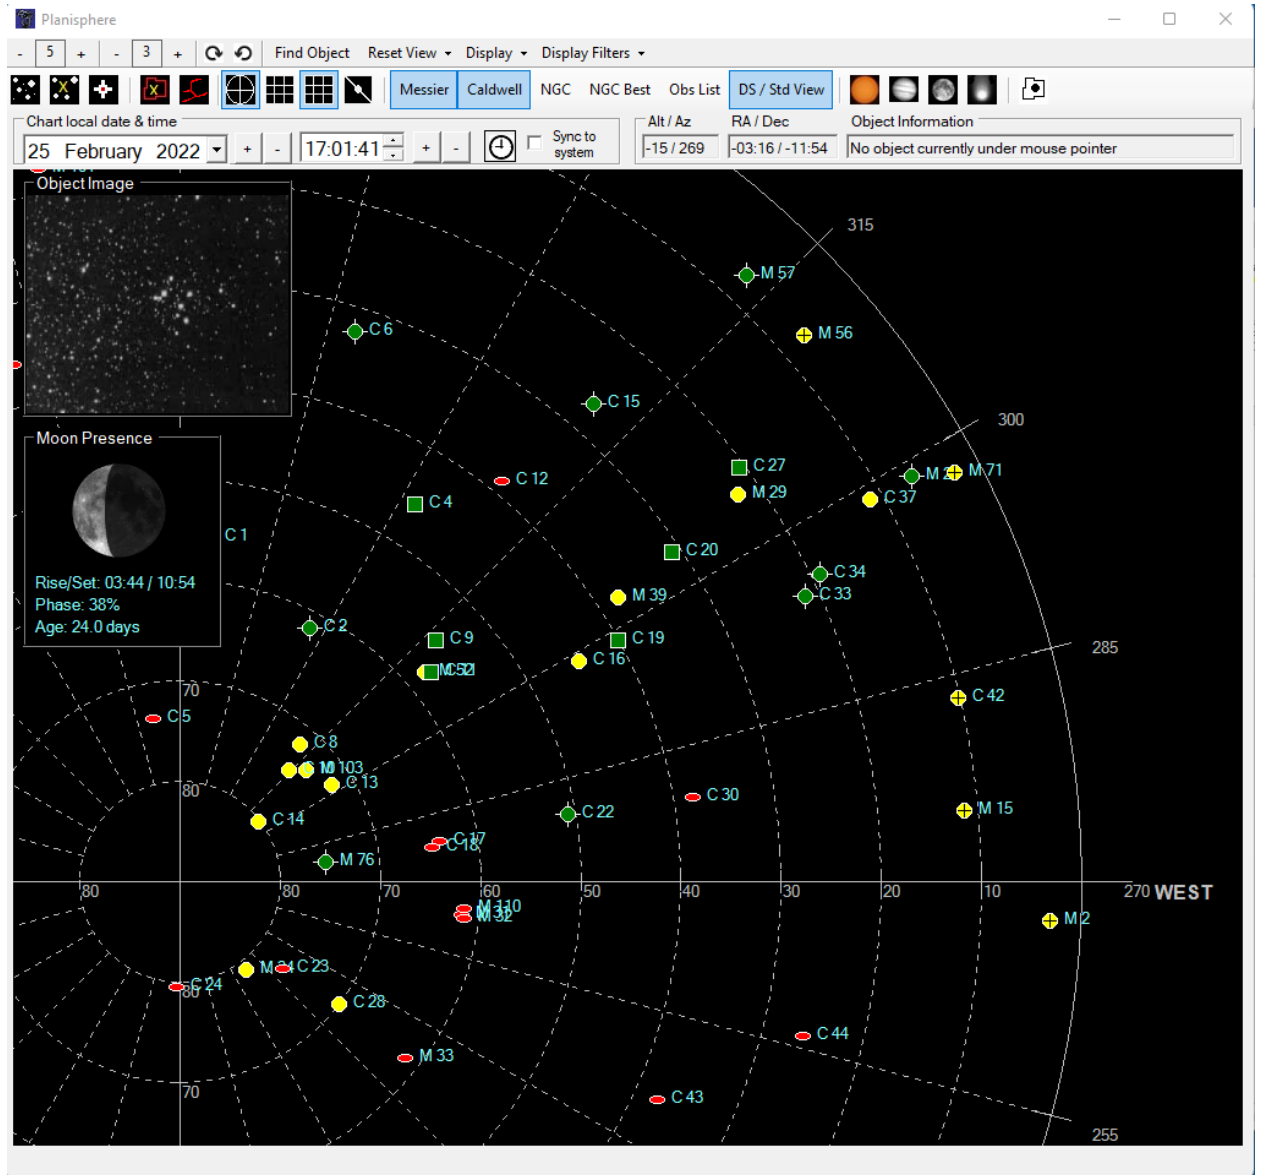 Planisphere
- 5 + - 3 + Find Object Reset View Display Display Filters
Messier Caldwell NGC NGC Best Obs List DS / Std View
Chart local date & time
25 February 2022 + - 17:01:41 + - Sync to system
Alt / Az RA / Dec Object Information
-15 / 269 -03:16 / -11:54 No object currently under mouse pointer
Object Image
315
M 57
C 6
M 56
C 15
300
Moon Presence
C 27
M 71
C 12
M 29
C 37
C 4
C 1
C 20
C 34
Rise/Set: 03:44 / 10:54
M 39
C 33
Phase: 38%
Age: 24.0 days
C 2
C 9
C 19
285
C 16
M 52
C 11
70
C 42
C 5
C 8
C 10
M 103
C 13
80
C 30
M 15
C 14
C 22
C 17
C 18
M 76
80 80 70 60 50 40 30 20 10 270 WEST
M 110
M 32
M 2
M 34
C 23
C 24
80
C 28
C 44
M 33
70
C 43
255